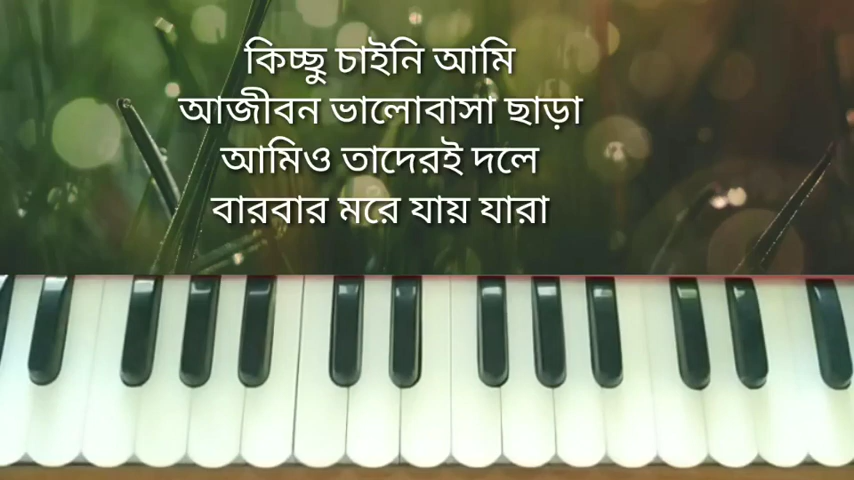 কিচ্ছু চাইনি আমি
আজীবন ভালোবাসা ছাড়া
আমিও তাদেরই দলে
বারবার মরে যায় যারা